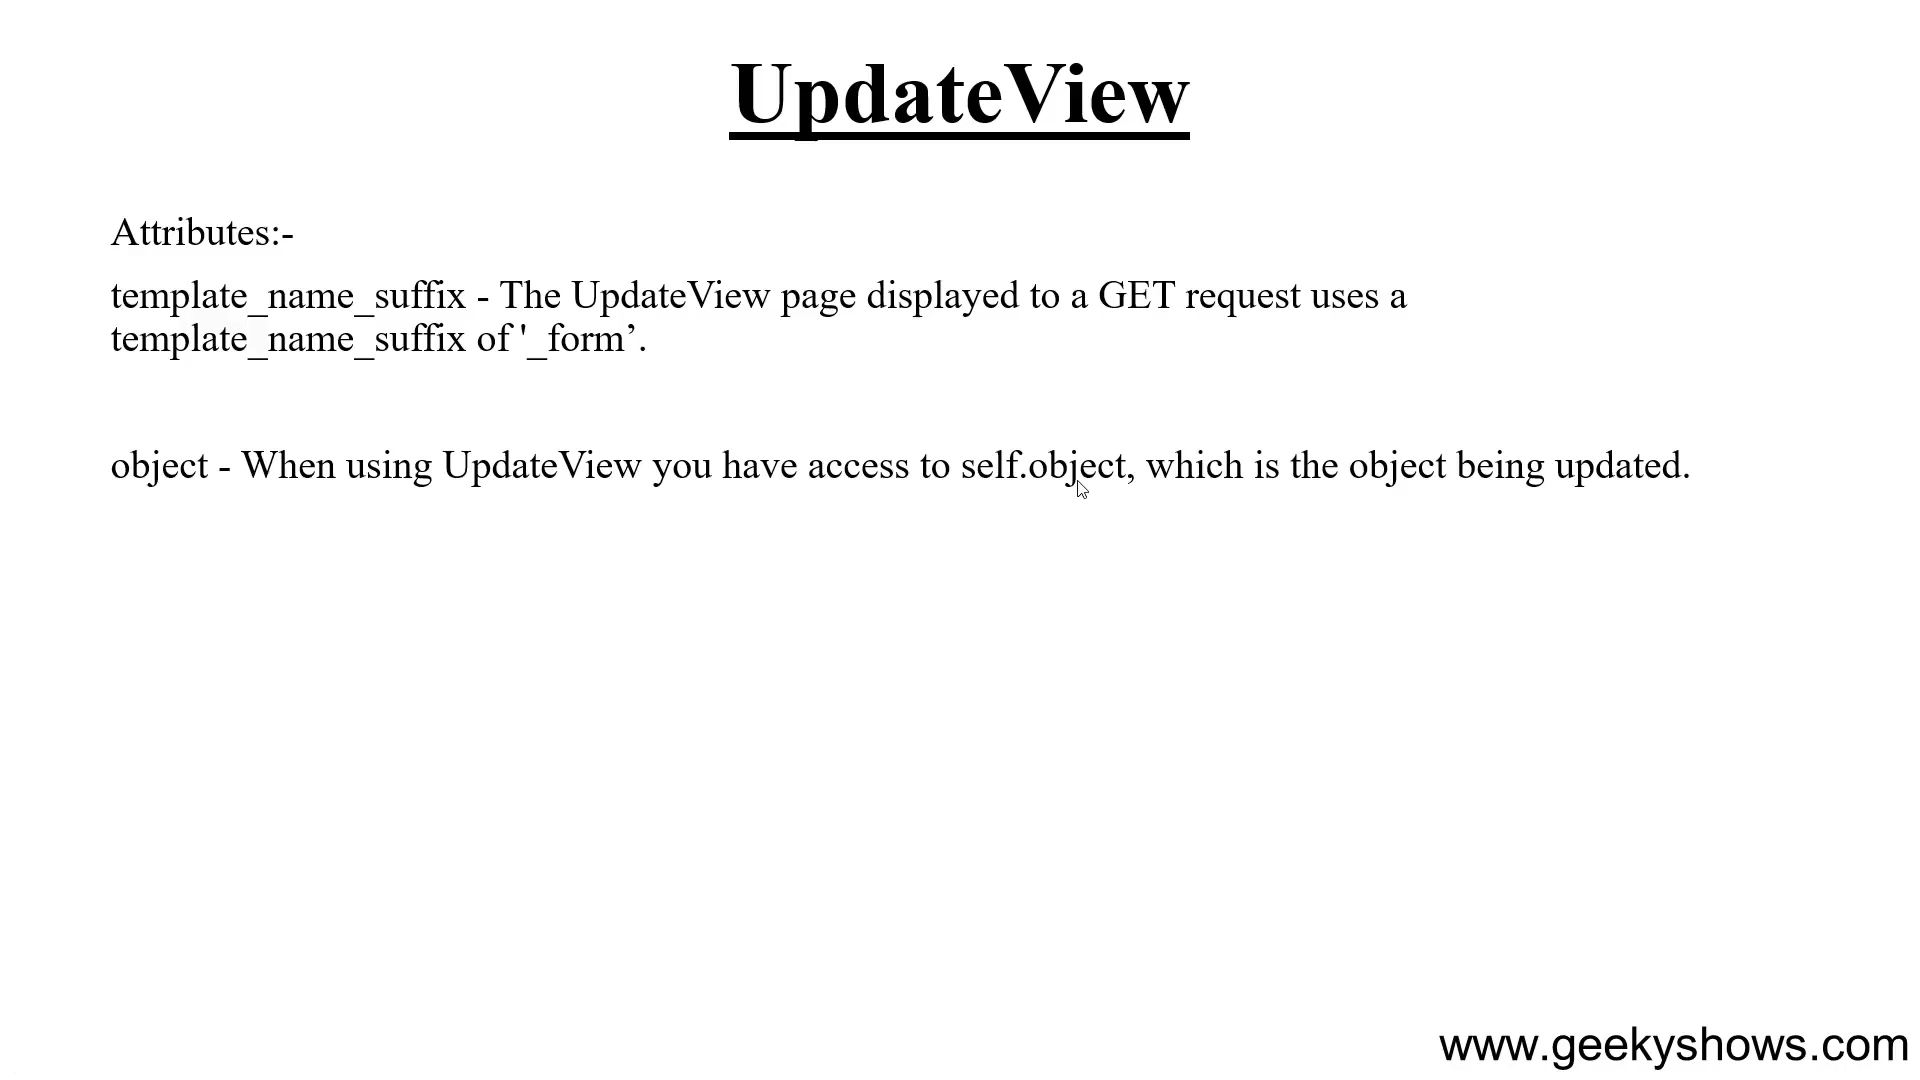 UpdateView
Attributes:-
template_name_suffix - The UpdateView page displayed to a GET request uses a
template_name_suffix of '_form’.
object - When using UpdateView you have access to self.object, which is the object being updated.
www.geekyshows.com